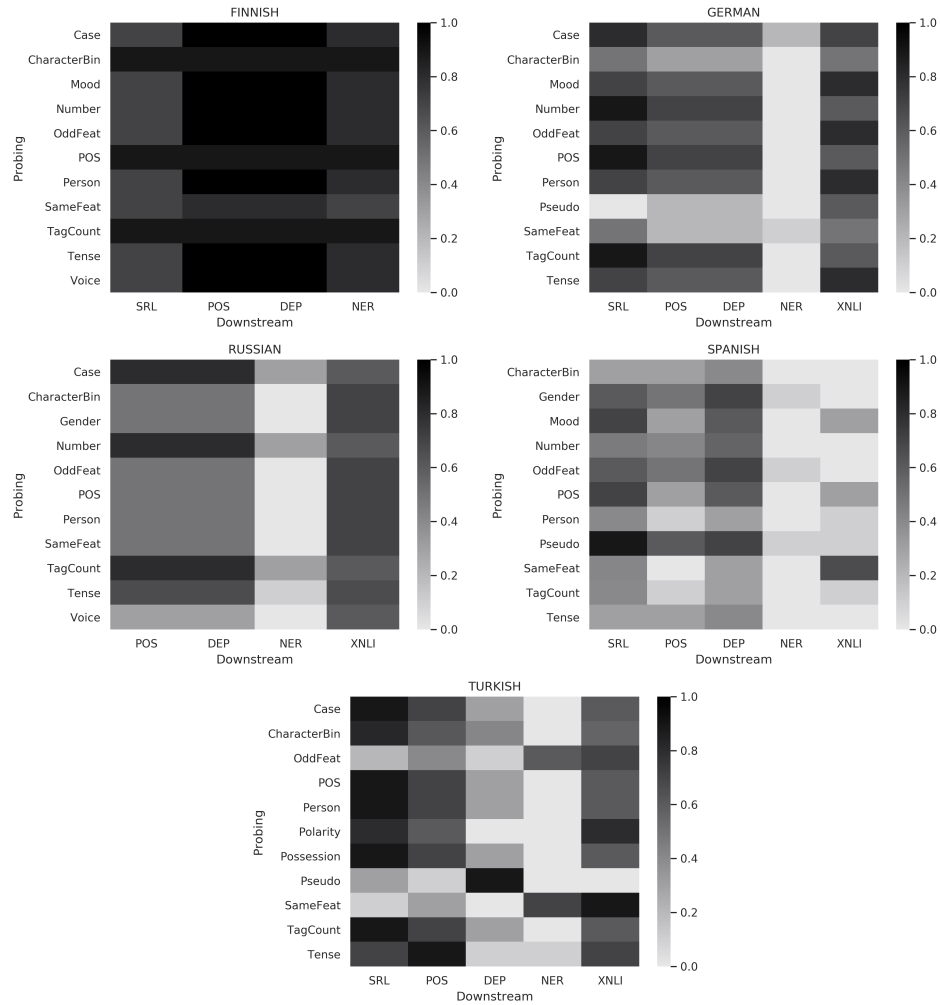 FINNISH
Probing
Case
CharacterBin
Mood
Number
OddFeat
POS
Person
SameFeat
TagCount
Tense
Voice
SRL POS DEP NER
Downstream
1.0
0.8
0.6
0.4
0.2
0.0
GERMAN
Probing
Case
CharacterBin
Mood
Number
OddFeat
POS
Person
Pseudo
SameFeat
TagCount
Tense
SRL POS DEP NER XNLI
Downstream
1.0
0.8
0.6
0.4
0.2
0.0
RUSSIAN
Probing
Case
CharacterBin
Gender
Number
OddFeat
POS
Person
SameFeat
TagCount
Tense
Voice
POS DEP NER XNLI
Downstream
1.0
0.8
0.6
0.4
0.2
0.0
SPANISH
Probing
CharacterBin
Gender
Mood
Number
OddFeat
POS
Person
Pseudo
SameFeat
TagCount
Tense
SRL POS DEP NER XNLI
Downstream
1.0
0.8
0.6
0.4
0.2
0.0
TURKISH
Probing
Case
CharacterBin
OddFeat
POS
Person
Polarity
Possession
Pseudo
SameFeat
TagCount
Tense
SRL POS DEP NER XNLI
Downstream
1.0
0.8
0.6
0.4
0.2
0.0